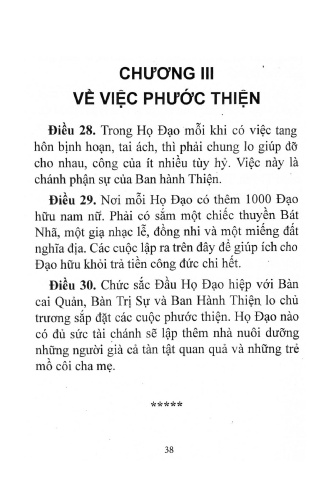 CHƯƠNG III
VỀ VIỆC PHƯỚC THIỆN
Điều 28. Trong Họ Đạo mỗi khi có việc tang
hôn bịnh hoạn, tai ách, thì phải chung lo giúp đỡ
cho nhau, công của ít nhiều tùy hỷ. Việc này là
chánh phận sự của Ban hành Thiện.
Điều 29. Nơi mỗi Họ Đạo có thêm 1000 Đạo
hữu nam nữ. Phải có sắm một chiếc thuyền Bát
Nhã, một giạ nhạc lễ, đồng nhi và một miếng đất
nghĩa địa. Các cuộc lập ra trên đây để giúp ích cho
Đạo hữu khỏi trả tiền công đức chi hết.
Điều 30. Chức sắc Đầu Họ Đạo hiệp với Bàn
cai Quản, Bàn Trị Sự và Ban Hành Thiện lo chủ
trương sắp đặt các cuộc phước thiện. Họ Đạo nào
có đủ sức tài chánh sẽ lập thêm nhà nuôi dưỡng
những người già cả tàn tật quan quả và những trẻ
mồ côi cha mẹ.
*****
38